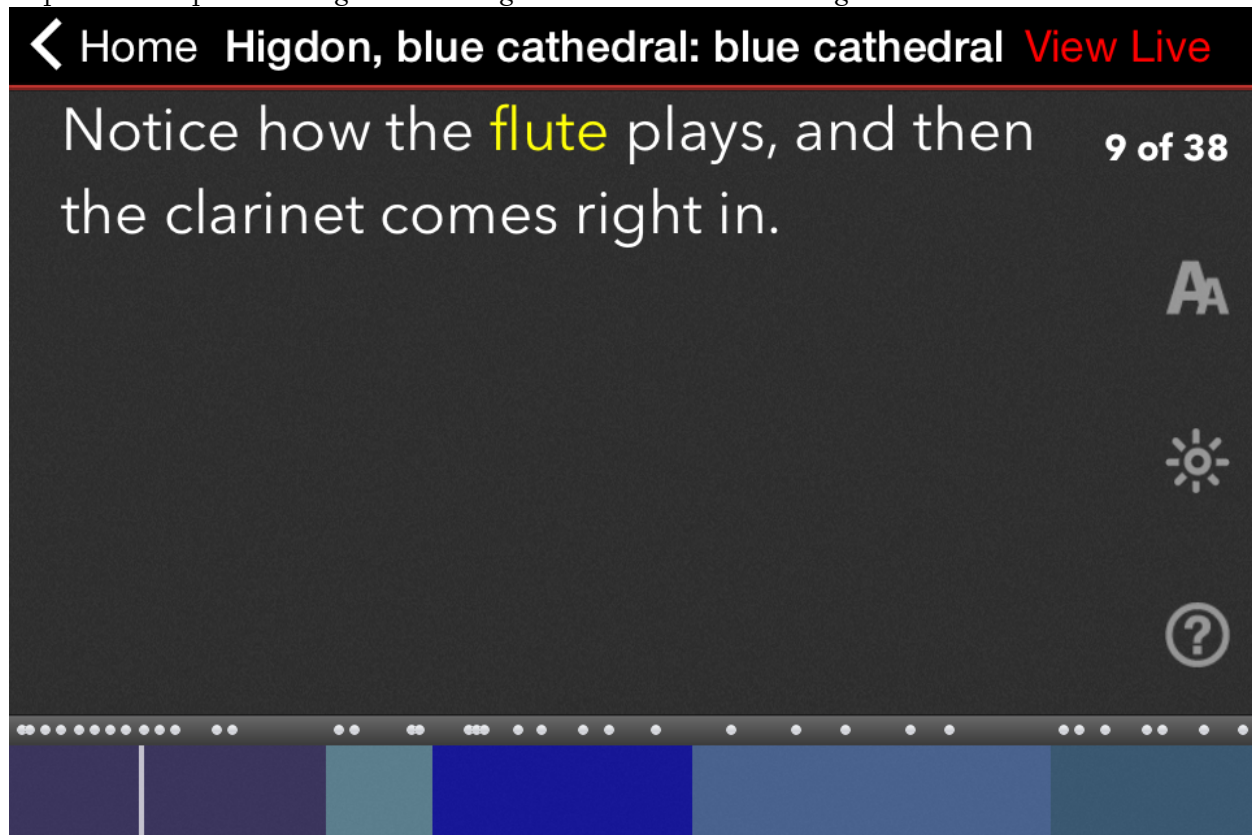 Home Higdon, blue cathedral: blue cathedral View Live
Notice how the flute plays, and then
9 of 38
the clarinet comes right in.
AA
?